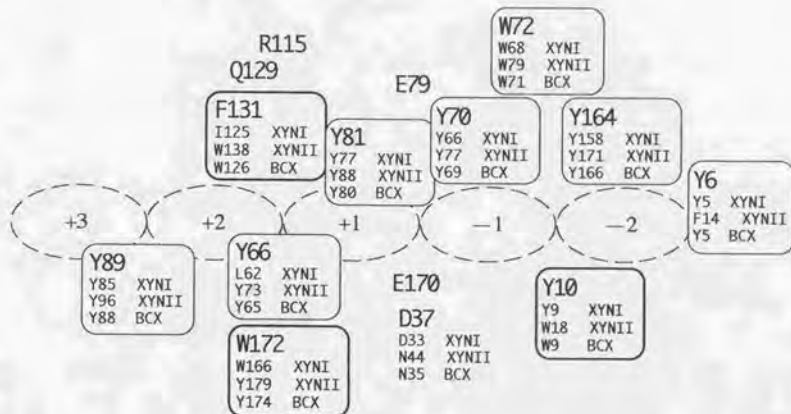 R115
Q129
F131
I125 XYNI
W138 XYNII
W126 BCX
Y81
Y77 XYNI
Y88 XYNII
Y80 BCX
E79
Y70
Y66 XYNI
Y77 XYNII
Y69 BCX
W72
W68 XYNI
W79 XYNII
W71 BCX
Y164
Y158 XYNI
Y171 XYNII
Y166 BCX
Y6
Y5 XYNI
F14 XYNII
Y5 BCX
+3 +2 +1 −1 −2
Y89
Y85 XYNI
Y96 XYNII
Y88 BCX
Y66
L62 XYNI
Y73 XYNII
Y65 BCX
W172
W166 XYNI
Y179 XYNII
Y174 BCX
E170
D37
D33 XYNI
N44 XYNII
N35 BCX
Y10
Y9 XYNI
W18 XYNII
W9 BCX